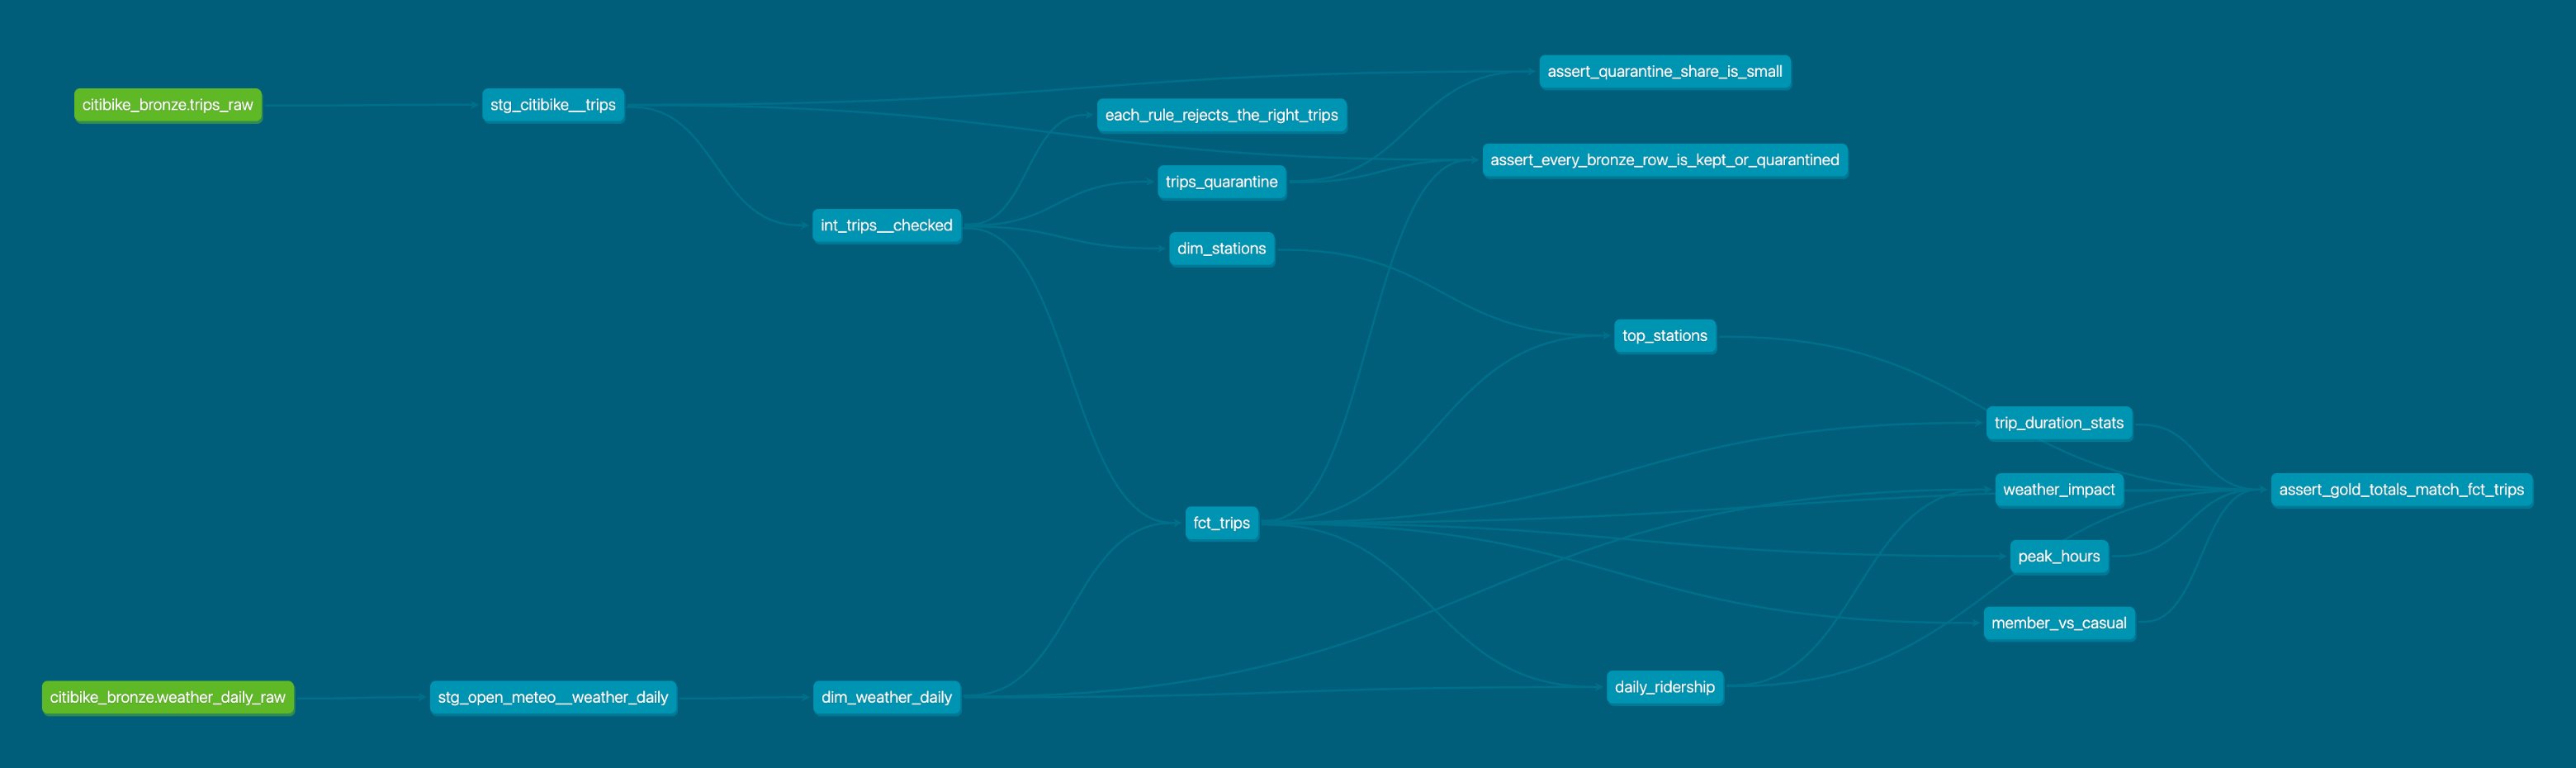 assert_quarantine_share_is_small
citibike_bronze.trips_raw
stg_citibike__trips
each_rule_rejects_the_right_trips
assert_every_bronze_row_is_kept_or_quarantined
trips_quarantine
int_trips__checked
dim_stations
top_stations
trip_duration_stats
weather_impact
assert_gold_totals_match_fct_trips
fct_trips
peak_hours
member_vs_casual
daily_ridership
citibike_bronze.weather_daily_raw
stg_open_meteo__weather_daily
dim_weather_daily